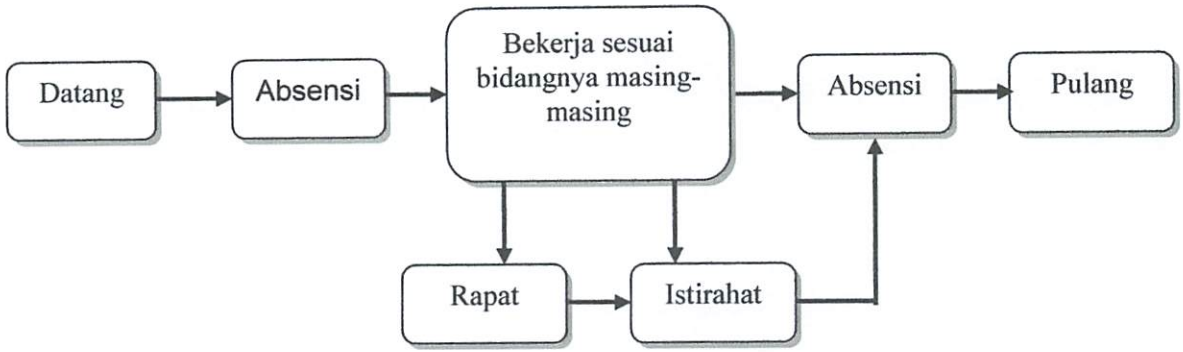 Datang
Absensi
Bekerja sesuai
bidangnya masing-
masing
Absensi
Pulang
Rapat
Istirahat